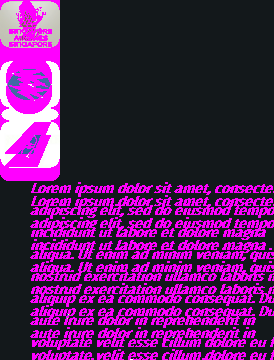 SINGAPORE
AIRLINES
SINGAPORE
Lorem ipsum dolor sit amet, consecte
Lorem ipsum dolor sit amet, consecte
adipiscing elit, sed do eiusmod tempo
adipiscing elit, sed do eiusmod tempo
incididunt ut labore et dolore magna
incididunt ut labore et dolore magna
aliqua. Ut enim ad minim veniam, quis
aliqua. Ut enim ad minim veniam, quis
nostrud exercitation ullamco laboris n
nostrud exercitation ullamco laboris n
aliquip ex ea commodo consequat. Du
aliquip ex ea commodo consequat. Du
aute irure dolor in reprehenderit in
aute irure dolor in reprehenderit in
voluptate velit esse cillum dolore eu
voluptate velit esse cillum dolore eu